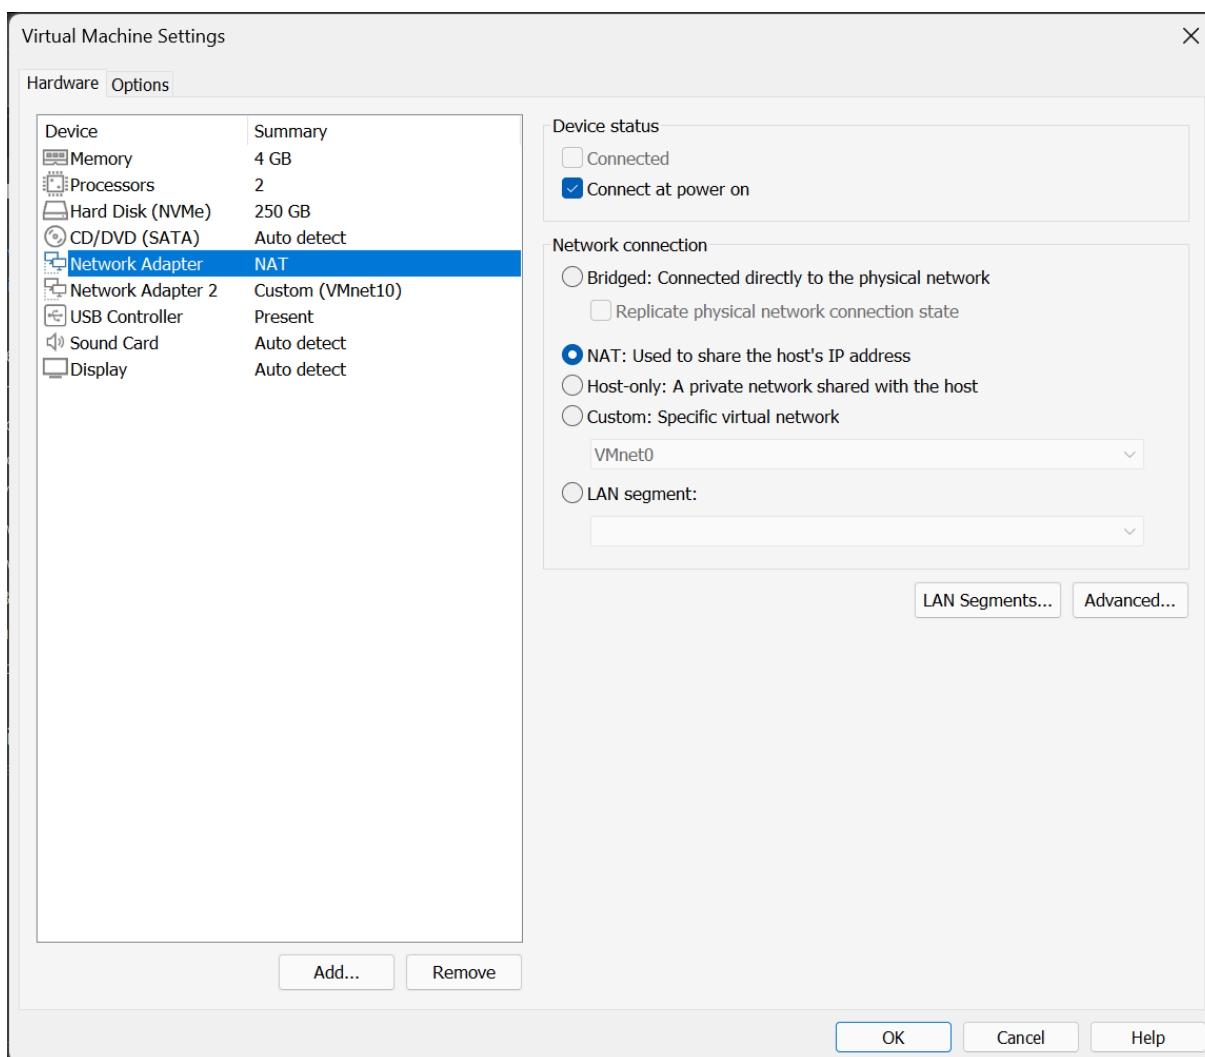 Virtual Machine Settings
Hardware Options
Device Summary
Memory 4 GB
Processors 2
Hard Disk (NVMe) 250 GB
CD/DVD (SATA) Auto detect
Network Adapter NAT
Network Adapter 2 Custom (VMnet10)
USB Controller Present
Sound Card Auto detect
Display Auto detect
Add... Remove
Device status
Connected
Connect at power on
Network connection
Bridged: Connected directly to the physical network
Replicate physical network connection state
NAT: Used to share the host's IP address
Host-only: A private network shared with the host
Custom: Specific virtual network
VMnet0
LAN segment:
LAN Segments... Advanced...
OK Cancel Help